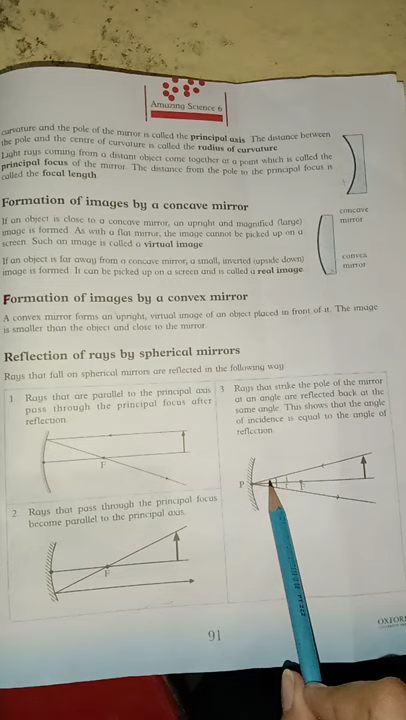 Amazing Science 6
curvature and the pole of the mirror is called the principal axis. The distance between
the pole and the centre of curvature is called the radius of curvature.
Light rays coming from a distant object come together at a point which is called the
principal focus of the mirror. The distance from the pole to the principal focus is
called the focal length.
Formation of images by a concave mirror
If an object is close to a concave mirror, an upright and magnified (large)
image is formed. As with a flat mirror, the image cannot be picked up on a
screen. Such an image is called a virtual image.
If an object is far away from a concave mirror, a small, inverted (upside down)
image is formed. It can be picked up on a screen and is called a real image.
concave
mirror
convex
mirror
Formation of images by a convex mirror
A convex mirror forms an upright, virtual image of an object placed in front of it. The image
is smaller than the object and close to the mirror.
Reflection of rays by spherical mirrors
Rays that fall on spherical mirrors are reflected in the following way.
1 Rays that are parallel to the principal axis
pass through the principal focus after
reflection.
F
2 Rays that pass through the principal focus
become parallel to the principal axis.
F
3 Rays that strike the pole of the mirror
at an angle are reflected back at the
same angle. This shows that the angle
of incidence is equal to the angle of
reflection.
P
91
OXFORD